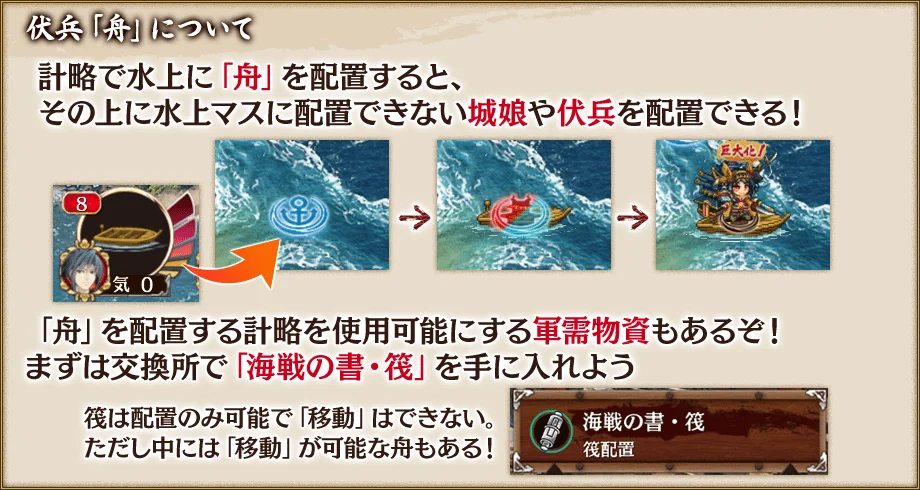 伏兵「舟」について
計略で水上に「舟」を配置すると、
その上に水上マスに配置できない城娘や伏兵を配置できる!
巨大化!
8
気 0
「舟」を配置する計略を使用可能にする軍需物資もあるぞ!
まずは交換所で「海戦の書・筏」を手に入れよう
筏は配置のみ可能で「移動」はできない。
ただし中には「移動」が可能な舟もある!
海戦の書・筏
筏配置